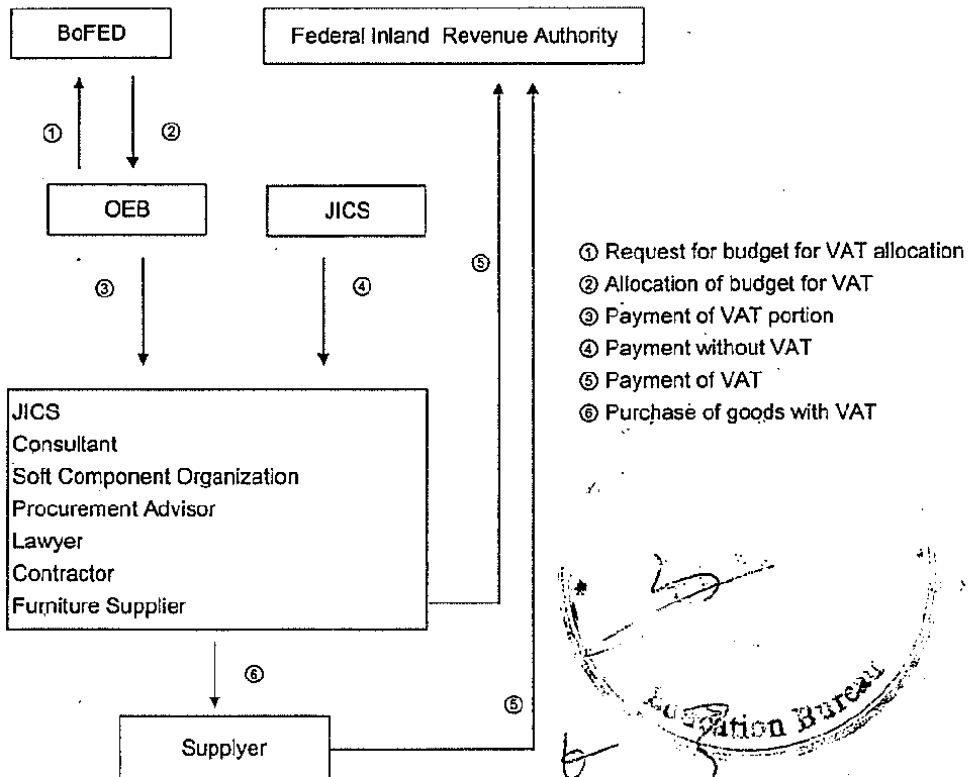 BoFED
Federal Inland Revenue Authority
①
②
OEB
JICS
③
④
⑤
① Request for budget for VAT allocation
② Allocation of budget for VAT
③ Payment of VAT portion
④ Payment without VAT
⑤ Payment of VAT
⑥ Purchase of goods with VAT
JICS
Consultant
Soft Component Organization
Procurement Advisor
Lawyer
Contractor
Furniture Supplier
⑥
⑤
Supplyer
Education Bureau